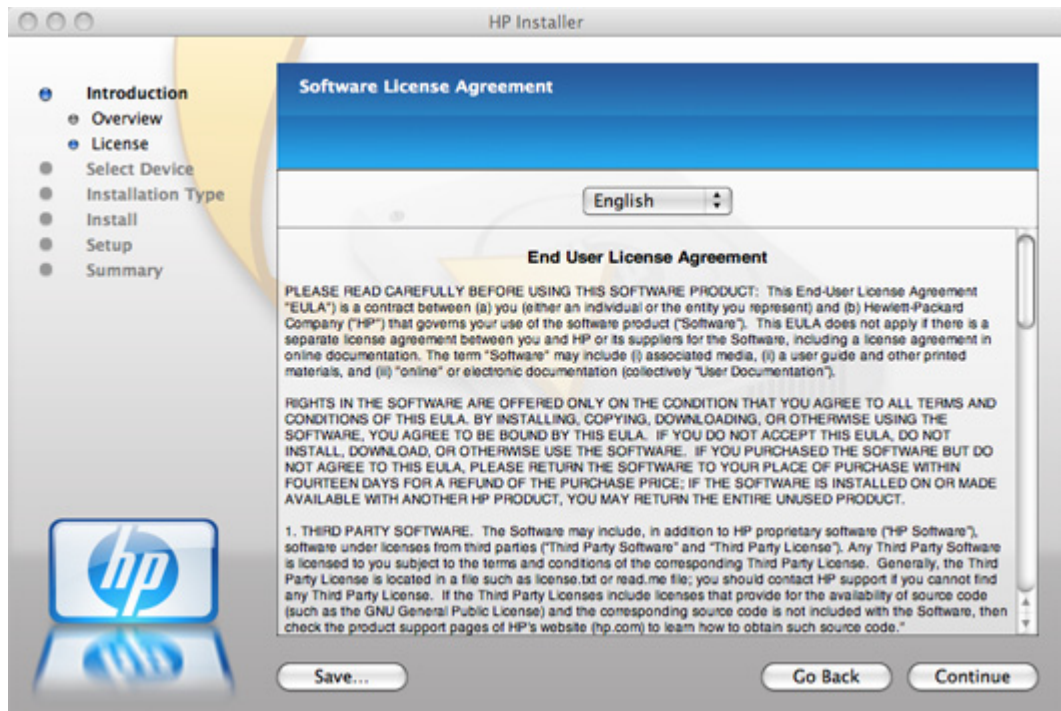 HP Installer
Introduction
Overview
License
Select Device
Installation Type
Install
Setup
Summary
hp
Software License Agreement
English
End User License Agreement
PLEASE READ CAREFULLY BEFORE USING THIS SOFTWARE PRODUCT: This End-User License Agreement
"EULA") is a contract between (a) you (either an individual or the entity you represent) and (b) Hewlett-Packard
Company ("HP") that governs your use of the software product ("Software"). This EULA does not apply if there is a
separate license agreement between you and HP or its suppliers for the Software, including a license agreement in
online documentation. The term "Software" may include (i) associated media, (ii) a user guide and other printed
materials, and (iii) "online" or electronic documentation (collectively "User Documentation").
RIGHTS IN THE SOFTWARE ARE OFFERED ONLY ON THE CONDITION THAT YOU AGREE TO ALL TERMS AND
CONDITIONS OF THIS EULA. BY INSTALLING, COPYING, DOWNLOADING, OR OTHERWISE USING THE
SOFTWARE, YOU AGREE TO BE BOUND BY THIS EULA. IF YOU DO NOT ACCEPT THIS EULA, DO NOT
INSTALL, DOWNLOAD, OR OTHERWISE USE THE SOFTWARE. IF YOU PURCHASED THE SOFTWARE BUT DO
NOT AGREE TO THIS EULA, PLEASE RETURN THE SOFTWARE TO YOUR PLACE OF PURCHASE WITHIN
FOURTEEN DAYS FOR A REFUND OF THE PURCHASE PRICE; IF THE SOFTWARE IS INSTALLED ON OR MADE
AVAILABLE WITH ANOTHER HP PRODUCT, YOU MAY RETURN THE ENTIRE UNUSED PRODUCT.
1. THIRD PARTY SOFTWARE. The Software may include, in addition to HP proprietary software ("HP Software"),
software under licenses from third parties ("Third Party Software" and "Third Party License"). Any Third Party Software
is licensed to you subject to the terms and conditions of the corresponding Third Party License. Generally, the Third
Party License is located in a file such as license.txt or read.me file; you should contact HP support if you cannot find
any Third Party License. If the Third Party Licenses include licenses that provide for the availability of source code
(such as the GNU General Public License) and the corresponding source code is not included with the Software, then
check the product support pages of HP's website (hp.com) to learn how to obtain such source code."
Save...
Go Back
Continue